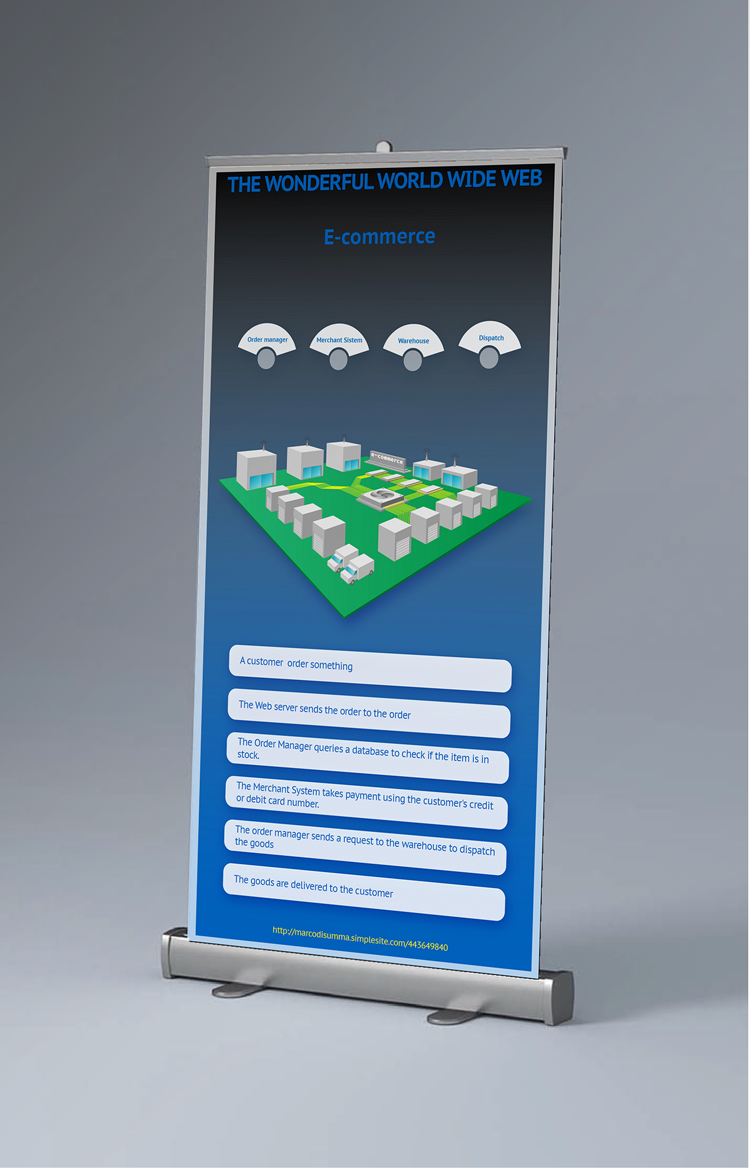 THE WONDERFUL WORLD WIDE WEB
E-commerce
Order manager
Merchant Sistem
Warehouse
Dispatch
e-commerce
A customer order something
The Web server sends the order to the order
The Order Manager queries a database to check if the item is in
stock.
The Merchant System takes payment using the customer's credit
or debit card number.
The order manager sends a request to the warehouse to dispatch
the goods
The goods are delivered to the customer
http://marcodisumma.simplesite.com/443649840